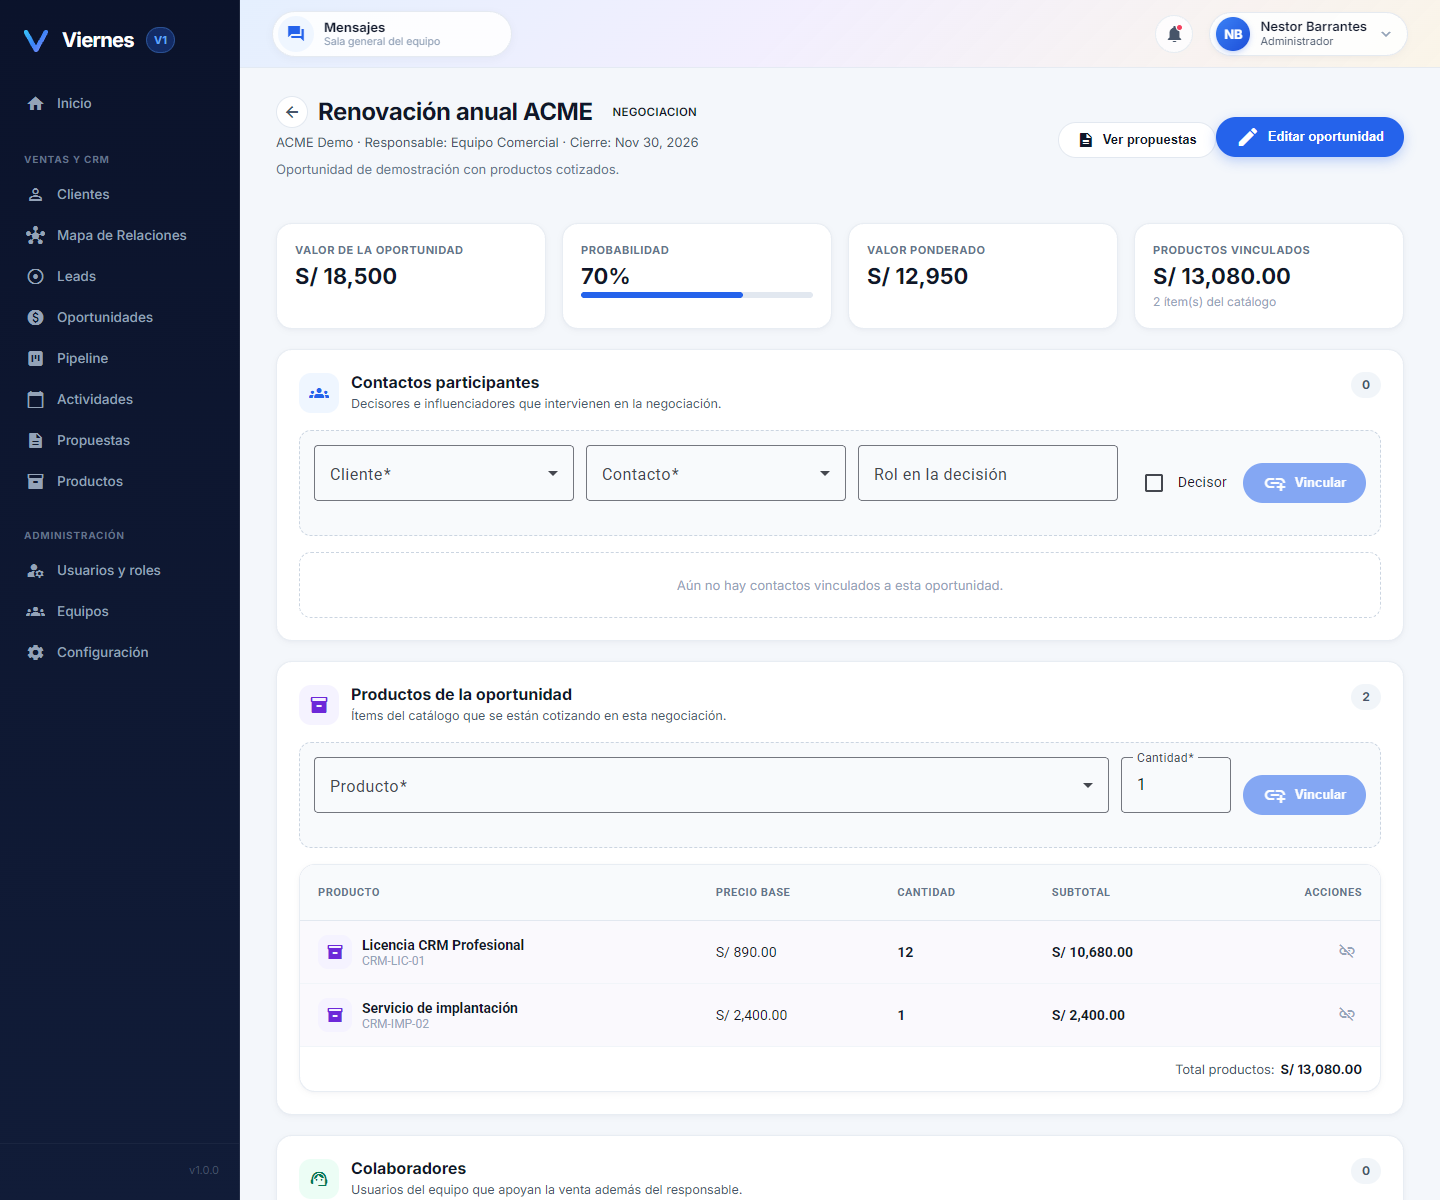 Viernes V1
Inicio
VENTAS Y CRM
Clientes
Mapa de Relaciones
Leads
Oportunidades
Pipeline
Actividades
Propuestas
Productos
ADMINISTRACIÓN
Usuarios y roles
Equipos
Configuración
v1.0.0
Mensajes
Sala general del equipo
NB
Nestor Barrantes
Administrador
Renovación anual ACME NEGOCIACION
ACME Demo · Responsable: Equipo Comercial · Cierre: Nov 30, 2026
Oportunidad de demostración con productos cotizados.
Ver propuestas
Editar oportunidad
VALOR DE LA OPORTUNIDAD
S/ 18,500
PROBABILIDAD
70%
VALOR PONDERADO
S/ 12,950
PRODUCTOS VINCULADOS
S/ 13,080.00
2 ítem(s) del catálogo
Contactos participantes
Decisores e influenciadores que intervienen en la negociación.
0
Cliente*
Contacto*
Rol en la decisión
Decisor
Vincular
Aún no hay contactos vinculados a esta oportunidad.
Productos de la oportunidad
Ítems del catálogo que se están cotizando en esta negociación.
2
Producto*
Cantidad*
1
Vincular
PRODUCTO PRECIO BASE CANTIDAD SUBTOTAL ACCIONES
Licencia CRM Profesional
CRM-LIC-01
S/ 890.00 12 S/ 10,680.00
Servicio de implantación
CRM-IMP-02
S/ 2,400.00 1 S/ 2,400.00
Total productos: S/ 13,080.00
Colaboradores
Usuarios del equipo que apoyan la venta además del responsable.
0